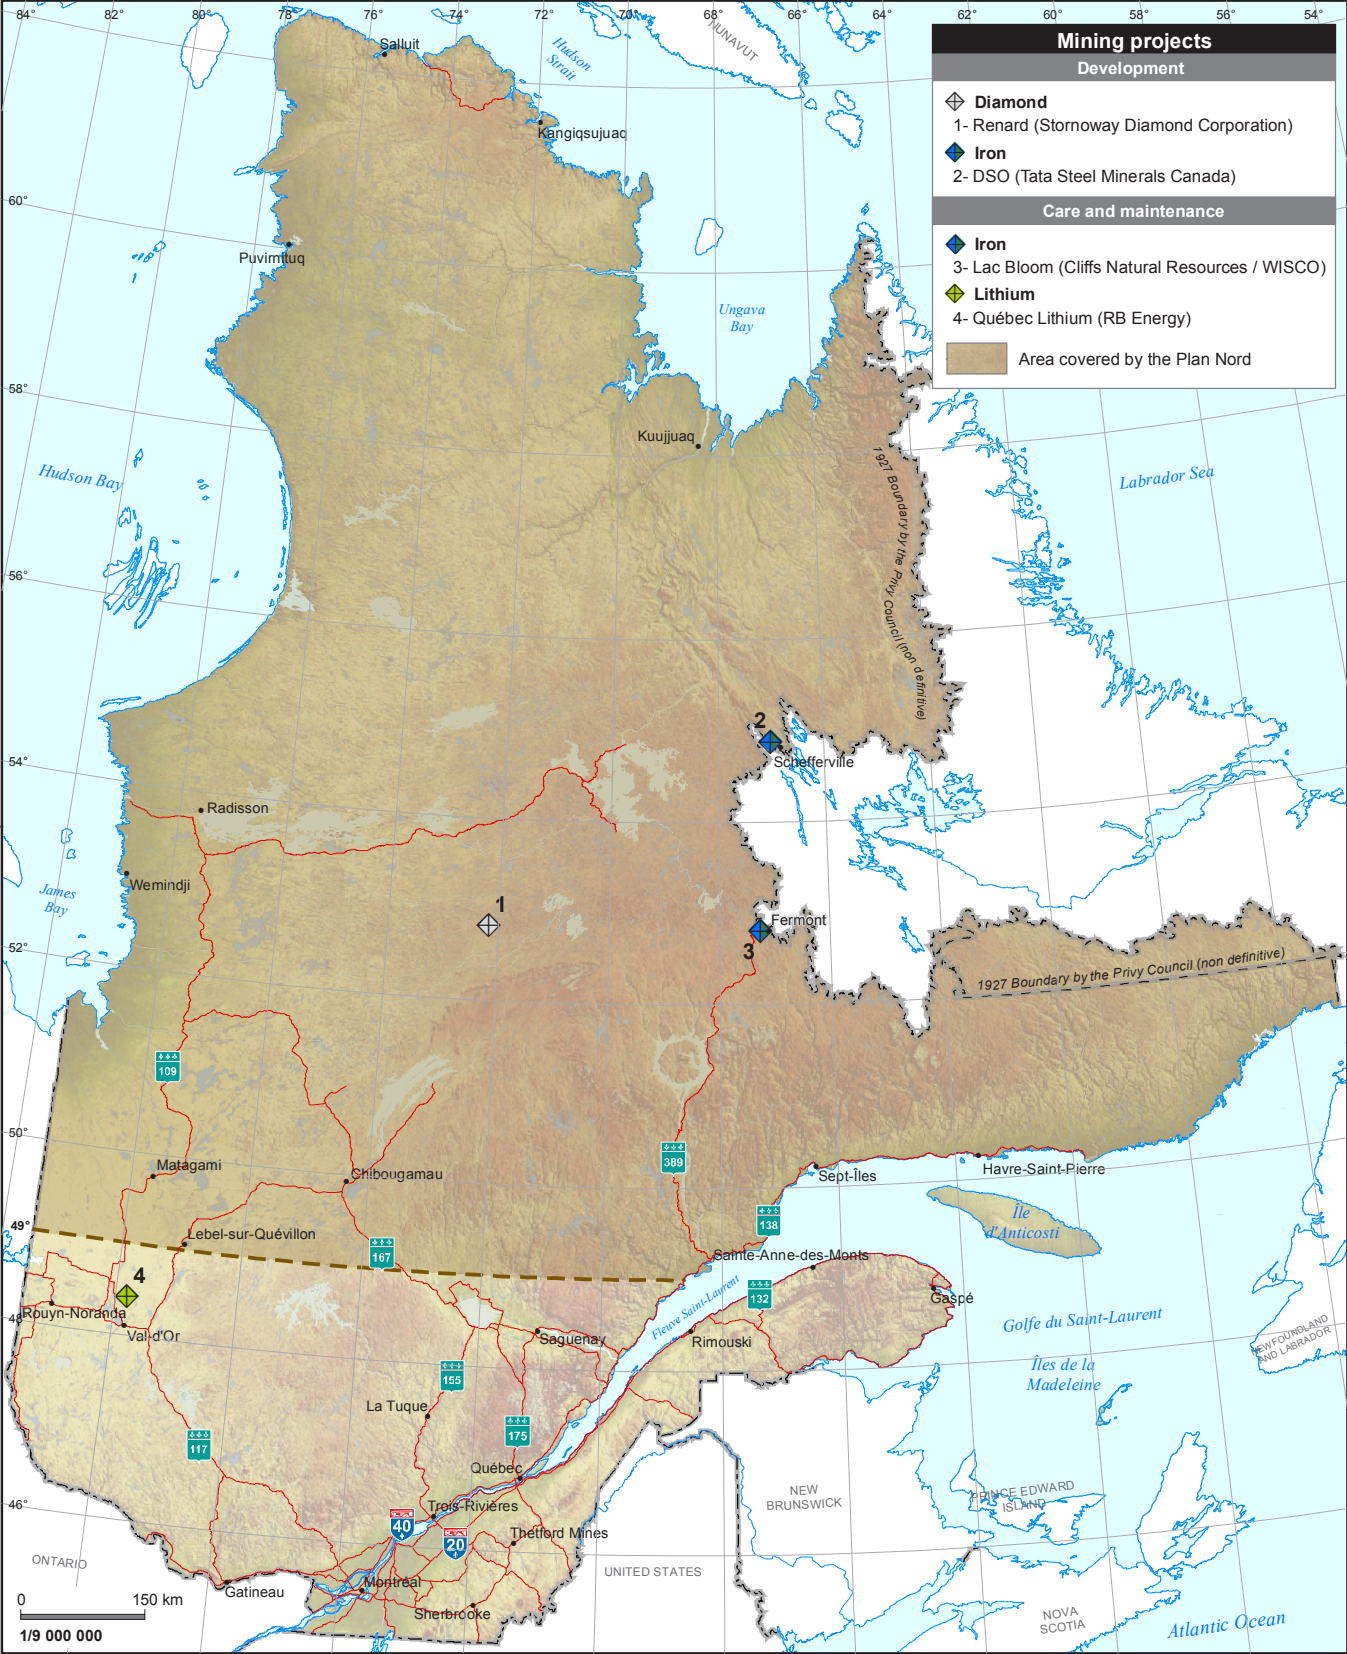 84°
82°
80°
78°
76°
74°
72°
70°
68°
66°
64°
62°
60°
58°
56°
54°
Mining projects
Development
Diamond
1- Renard (Stornoway Diamond Corporation)
Iron
2- DSO (Tata Steel Minerals Canada)
Care and maintenance
Iron
3- Lac Bloom (Cliffs Natural Resources / WISCO)
Lithium
4- Québec Lithium (RB Energy)
Area covered by the Plan Nord
Salluit
Hudson
Strait
NUNAVUT
Kangiqsujuaq
60°
Puvirnituq
Ungava
Bay
58°
Kuujjuaq
Hudson Bay
Labrador Sea
1927 Boundary by the Privy Council (non definitive)
56°
2
Schefferville
54°
Radisson
Wemindji
James
Bay
1
Fermont
3
52°
1927 Boundary by the Privy Council (non definitive)
109
50°
389
Matagami
Chibougamau
Sept-Îles
Havre-Saint-Pierre
138
Île
d'Anticosti
49°
Lebel-sur-Quévillon
167
Sainte-Anne-des-Monts
4
132
Gaspé
Rouyn-Noranda
48
Val-d'Or
Fleuve Saint-Laurent
Saguenay
Rimouski
Golfe du Saint-Laurent
NEWFOUNDLAND
AND LABRADOR
Îles de la
Madeleine
155
La Tuque
175
117
Québec
46°
Trois-Rivières
NEW
BRUNSWICK
PRINCE EDWARD
ISLAND
40
20
Thetford Mines
ONTARIO
UNITED STATES
Gatineau
Montréal
Sherbrooke
NOVA
SCOTIA
Atlantic Ocean
0 150 km
1/9 000 000